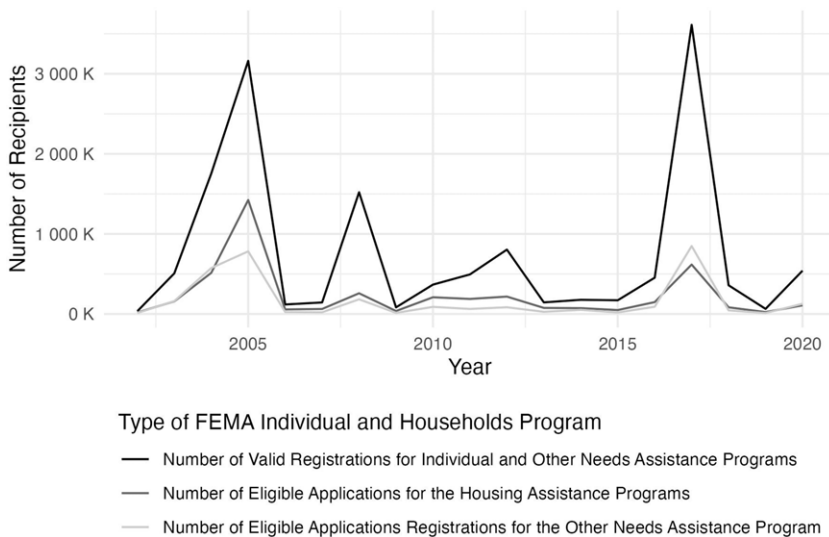 Number of Recipients
3 000 K
2 000 K
1 000 K
0 K
2005
2010
2015
2020
Year
Type of FEMA Individual and Households Program
Number of Valid Registrations for Individual and Other Needs Assistance Programs
Number of Eligible Applications for the Housing Assistance Programs
Number of Eligible Applications Registrations for the Other Needs Assistance Program